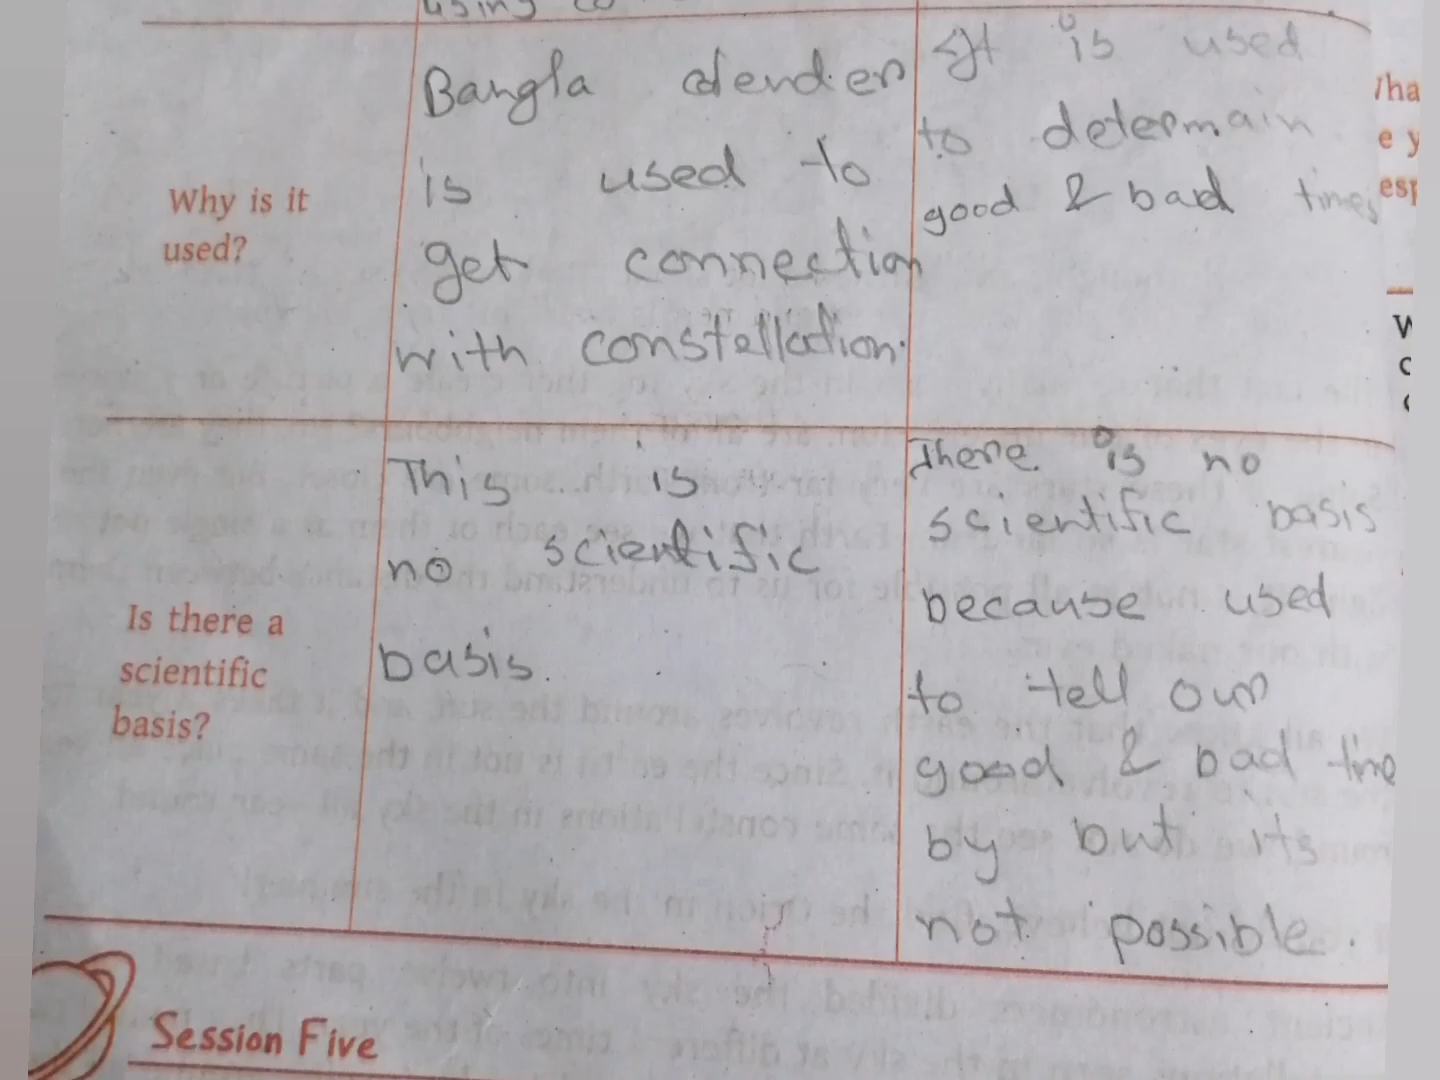 Why is it
used?
Bangla clender
is used to
get connection
with constellation.
It is used
to determain
good & bad times
Is there a
scientific
basis?
This is
no scientific
basis.
There is no
scientific basis
because used
to tell our
good & bad time
by but its
not possible.
Session Five